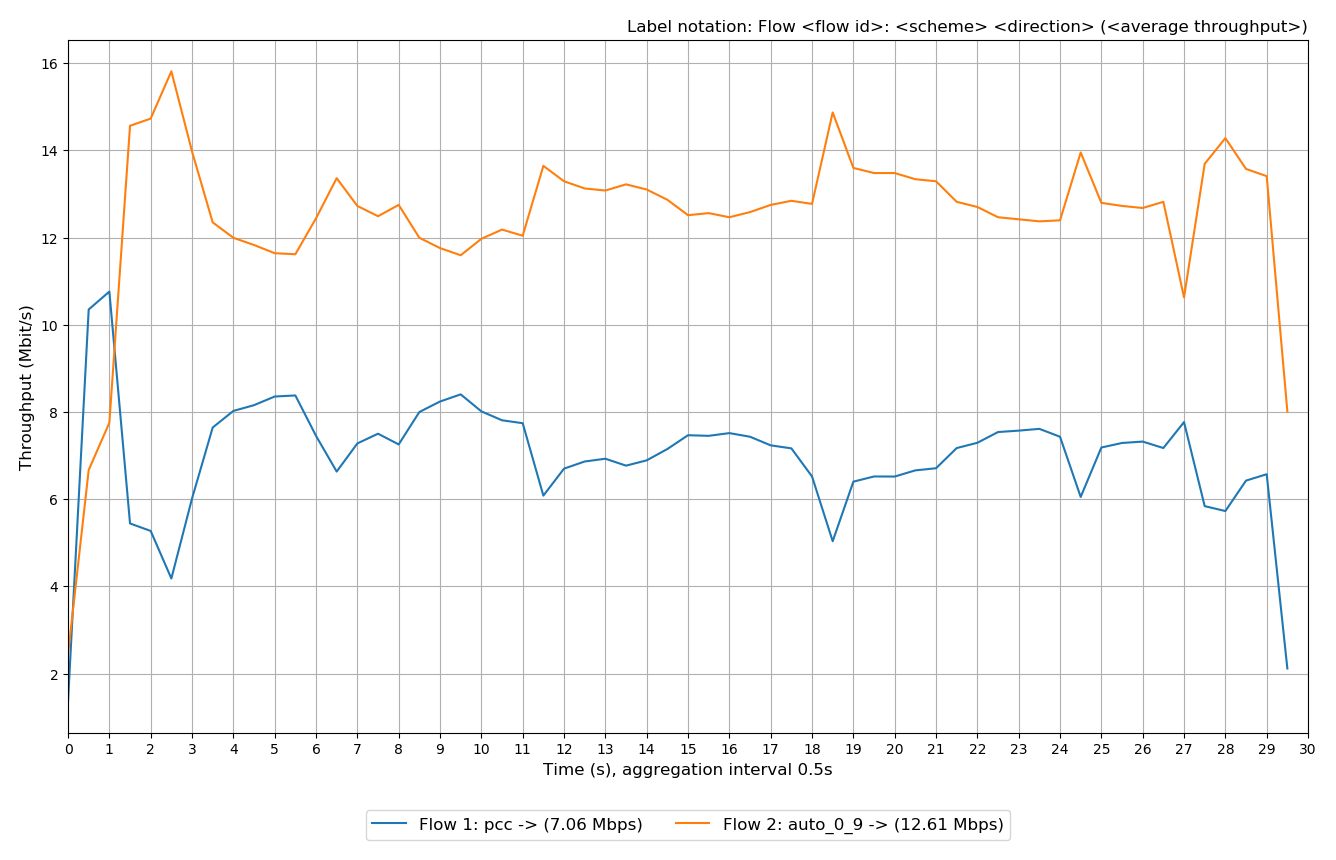 Label notation: Flow <flow id>: <scheme> <direction> (<average throughput>)
16
14
12
10
8
6
4
2
Throughput (Mbit/s)
0 1 2 3 4 5 6 7 8 9 10 11 12 13 14 15 16 17 18 19 20 21 22 23 24 25 26 27 28 29 30
Time (s), aggregation interval 0.5s
Flow 1: pcc -> (7.06 Mbps) Flow 2: auto_0_9 -> (12.61 Mbps)